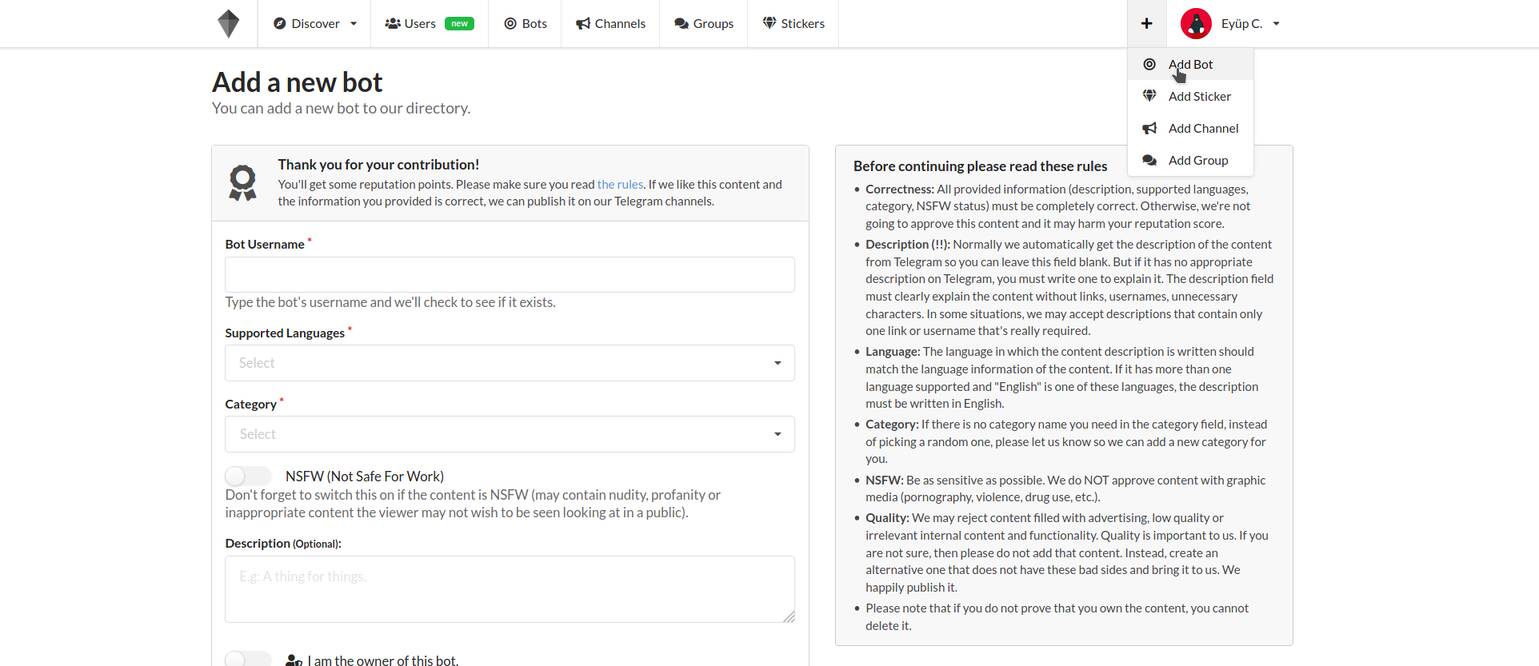 Discover
Users new
Bots
Channels
Groups
Stickers
Eyüp C.
Add Bot
Add Sticker
Add Channel
Add Group
Add a new bot
You can add a new bot to our directory.
Thank you for your contribution!
You'll get some reputation points. Please make sure you read the rules. If we like this content and
the information you provided is correct, we can publish it on our Telegram channels.
Bot Username *
Type the bot's username and we'll check to see if it exists.
Supported Languages *
Select
Category *
Select
NSFW (Not Safe For Work)
Don't forget to switch this on if the content is NSFW (may contain nudity, profanity or
inappropriate content the viewer may not wish to be seen looking at in a public).
Description (Optional):
E.g: A thing for things.
I am the owner of this bot.
Before continuing please read these rules
• Correctness: All provided information (description, supported languages,
category, NSFW status) must be completely correct. Otherwise, we're not
going to approve this content and it may harm your reputation score.
• Description (!!): Normally we automatically get the description of the content
from Telegram so you can leave this field blank. But if it has no appropriate
description on Telegram, you must write one to explain it. The description field
must clearly explain the content without links, usernames, unnecessary
characters. In some situations, we may accept descriptions that contain only
one link or username that's really required.
• Language: The language in which the content description is written should
match the language information of the content. If it has more than one
language supported and "English" is one of these languages, the description
must be written in English.
• Category: If there is no category name you need in the category field, instead
of picking a random one, please let us know so we can add a new category for
you.
• NSFW: Be as sensitive as possible. We do NOT approve content with graphic
media (pornography, violence, drug use, etc.).
• Quality: We may reject content filled with advertising, low quality or
irrelevant internal content and functionality. Quality is important to us. If you
are not sure, then please do not add that content. Instead, create an
alternative one that does not have these bad sides and bring it to us. We
happily publish it.
• Please note that if you do not prove that you own the content, you cannot
delete it.